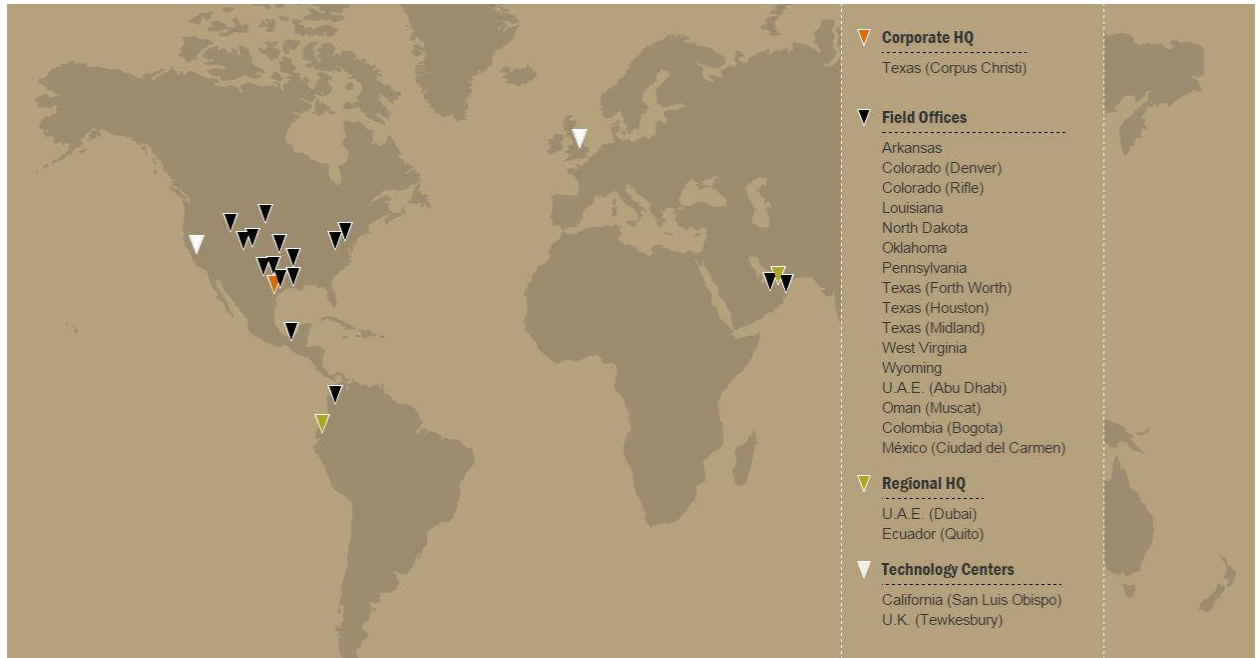 Corporate HQ
Texas (Corpus Christi)
Field Offices
Arkansas
Colorado (Denver)
Colorado (Rifle)
Louisiana
North Dakota
Oklahoma
Pennsylvania
Texas (Forth Worth)
Texas (Houston)
Texas (Midland)
West Virginia
Wyoming
U.A.E. (Abu Dhabi)
Oman (Muscat)
Colombia (Bogota)
México (Ciudad del Carmen)
Regional HQ
U.A.E. (Dubai)
Ecuador (Quito)
Technology Centers
California (San Luis Obispo)
U.K. (Tewkesbury)